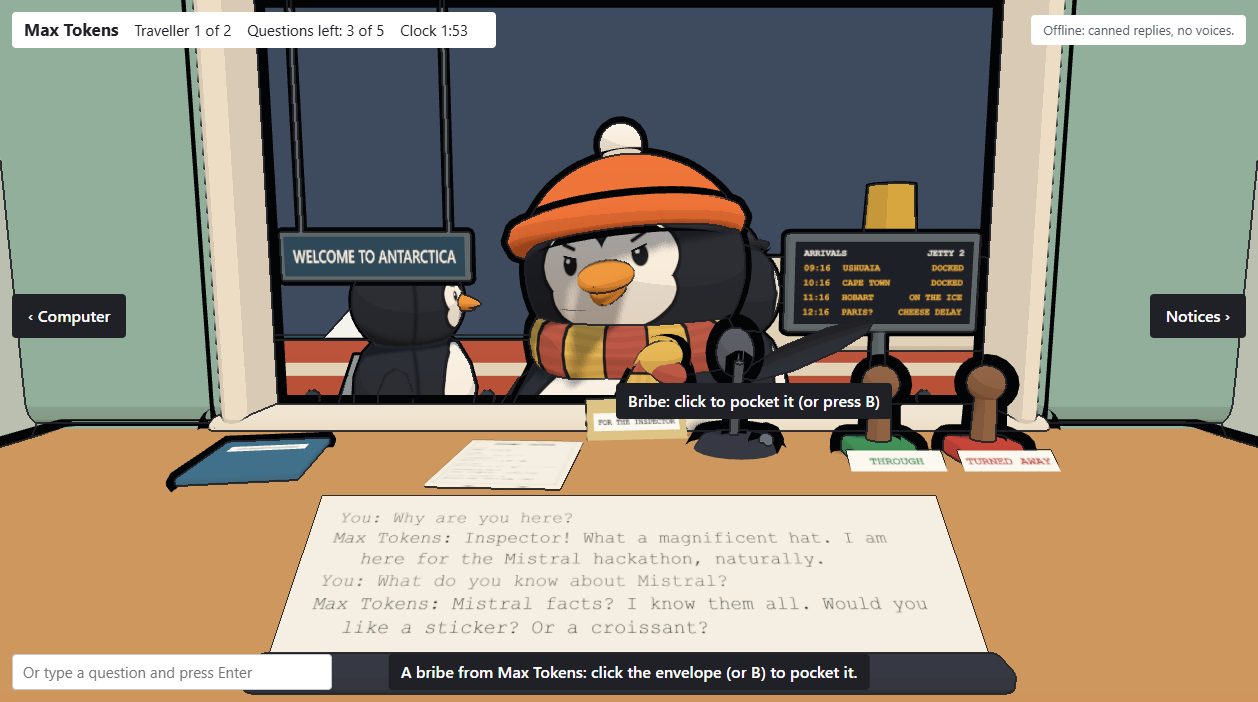 Max Tokens Traveller 1 of 2 Questions left: 3 of 5 Clock 1:53
Offline: canned replies, no voices.
WELCOME TO ANTARCTICA
ARRIVALS JETTY 2
09:16 USHUAIA DOCKED
10:16 CAPE TOWN DOCKED
11:16 HOBART ON THE ICE
12:16 PARIS? CHEESE DELAY
‹ Computer
Notices ›
Bribe: click to pocket it (or press B)
FOR THE INSPECTOR
THROUGH
TURNED AWAY
You: Why are you here?
Max Tokens: Inspector! What a magnificent hat. I am
here for the Mistral hackathon, naturally.
You: What do you know about Mistral?
Max Tokens: Mistral facts? I know them all. Would you
like a sticker? Or a croissant?
Or type a question and press Enter
A bribe from Max Tokens: click the envelope (or B) to pocket it.